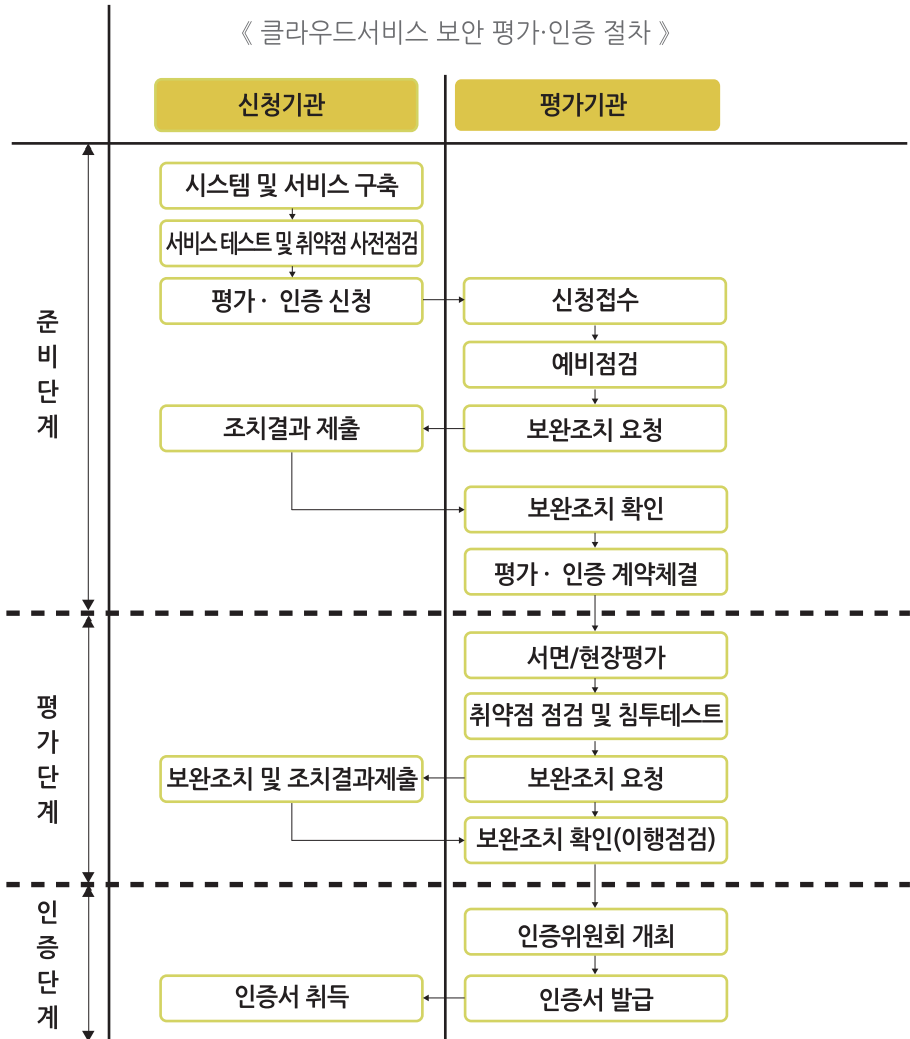 《 클라우드서비스 보안 평가·인증 절차 》
신청기관
평가기관
준비단계
시스템 및 서비스 구축
서비스 테스트 및 취약점 사전점검
평가 · 인증 신청
신청접수
예비점검
조치결과 제출
보완조치 요청
보완조치 확인
평가 · 인증 계약체결
평가단계
서면/현장평가
취약점 점검 및 침투테스트
보완조치 및 조치결과제출
보완조치 요청
보완조치 확인(이행점검)
인증단계
인증위원회 개최
인증서 취득
인증서 발급